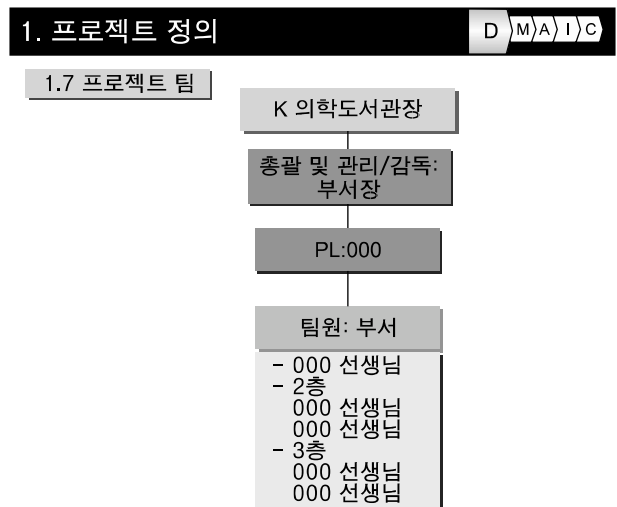 1. 프로젝트 정의
D M A I C
1.7 프로젝트 팀
K 의학도서관장
총괄 및 관리/감독:
부서장
PL:000
팀원: 부서
- 000 선생님
- 2층
000 선생님
000 선생님
- 3층
000 선생님
000 선생님